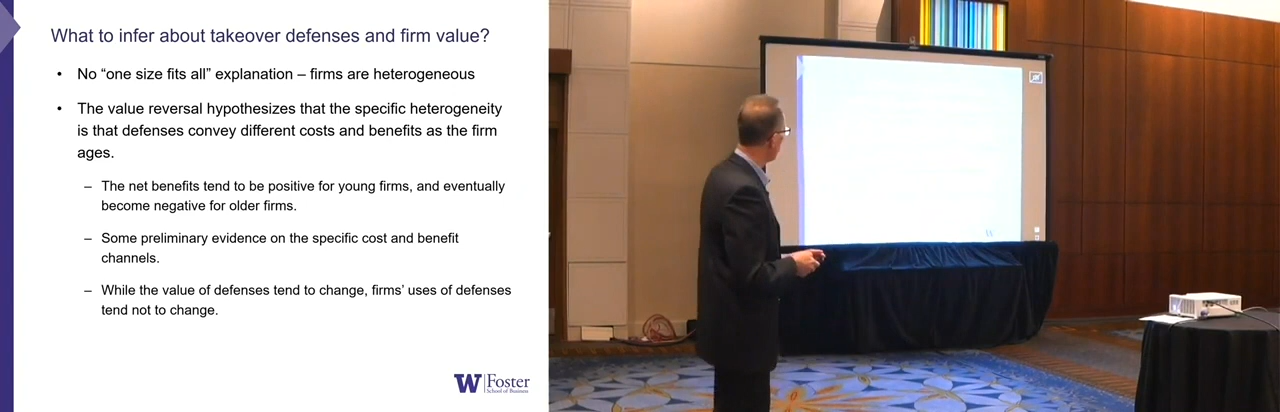 What to infer about takeover defenses and firm value?
• No “one size fits all” explanation – firms are heterogeneous
• The value reversal hypothesizes that the specific heterogeneity
is that defenses convey different costs and benefits as the firm
ages.
– The net benefits tend to be positive for young firms, and eventually
become negative for older firms.
– Some preliminary evidence on the specific cost and benefit
channels.
– While the value of defenses tend to change, firms’ uses of defenses
tend not to change.
W Foster
School of Business
W